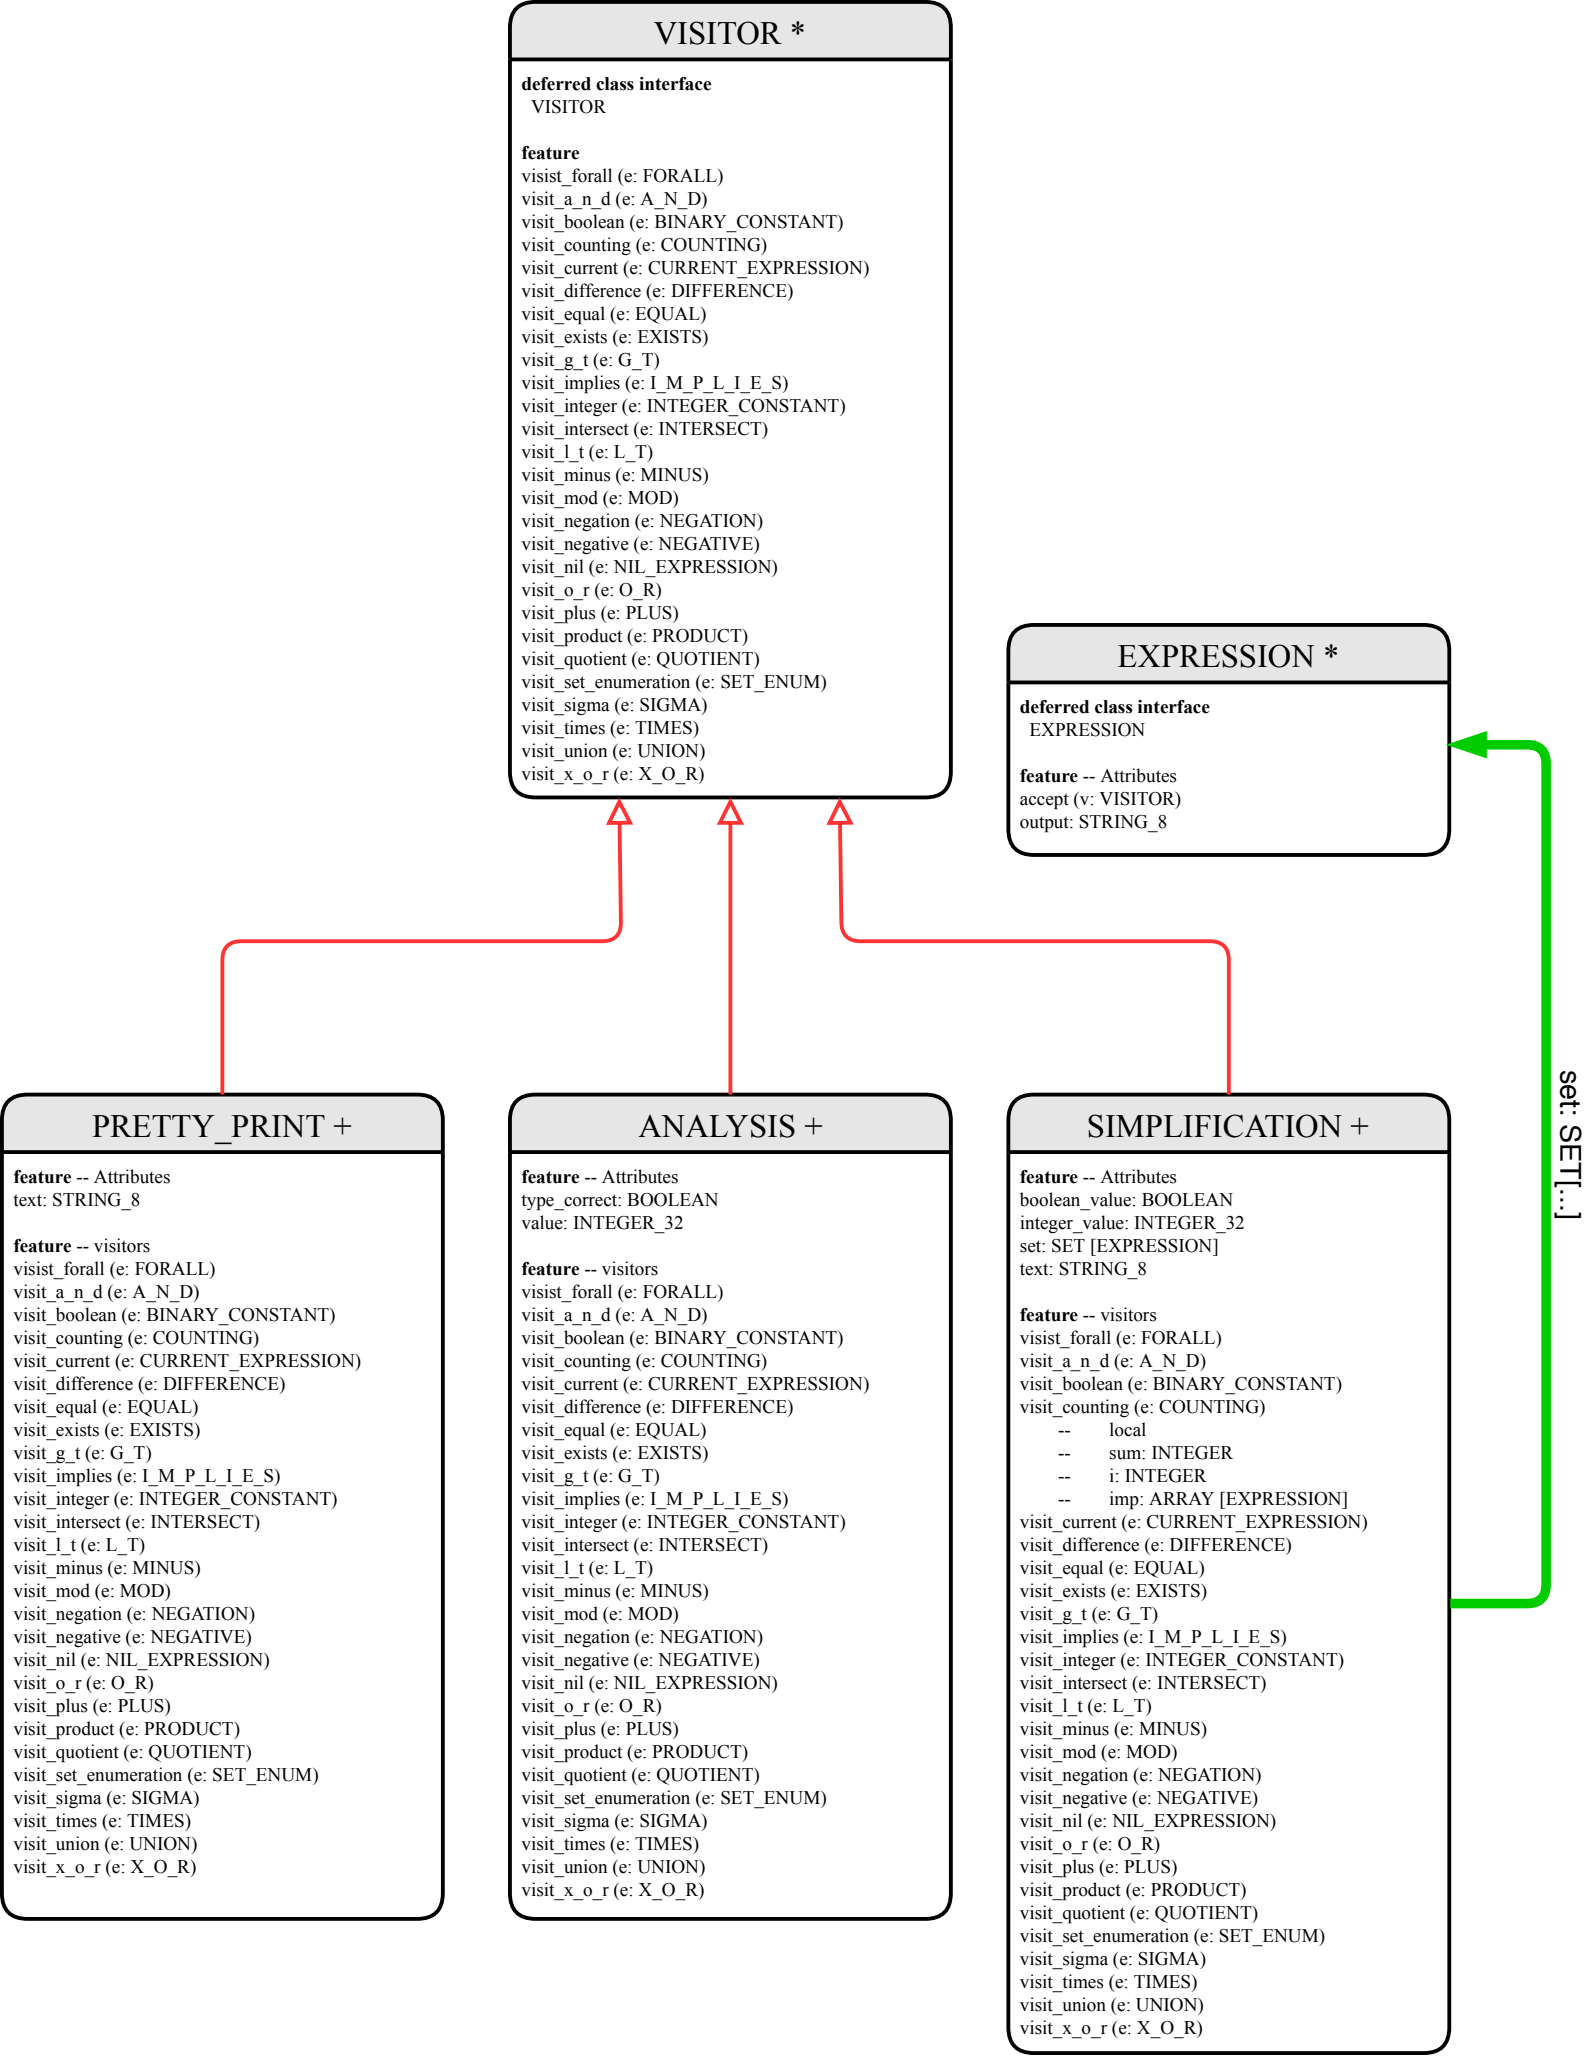 VISITOR *
deferred class interface
VISITOR
feature
visist_forall (e: FORALL)
visit_a_n_d (e: A_N_D)
visit_boolean (e: BINARY_CONSTANT)
visit_counting (e: COUNTING)
visit_current (e: CURRENT_EXPRESSION)
visit_difference (e: DIFFERENCE)
visit_equal (e: EQUAL)
visit_exists (e: EXISTS)
visit_g_t (e: G_T)
visit_implies (e: I_M_P_L_I_E_S)
visit_integer (e: INTEGER_CONSTANT)
visit_intersect (e: INTERSECT)
visit_l_t (e: L_T)
visit_minus (e: MINUS)
visit_mod (e: MOD)
visit_negation (e: NEGATION)
visit_negative (e: NEGATIVE)
visit_nil (e: NIL_EXPRESSION)
visit_o_r (e: O_R)
visit_plus (e: PLUS)
visit_product (e: PRODUCT)
visit_quotient (e: QUOTIENT)
visit_set_enumeration (e: SET_ENUM)
visit_sigma (e: SIGMA)
visit_times (e: TIMES)
visit_union (e: UNION)
visit_x_o_r (e: X_O_R)
EXPRESSION *
deferred class interface
EXPRESSION
feature -- Attributes
accept (v: VISITOR)
output: STRING_8
set: SET[...]
PRETTY_PRINT +
feature -- Attributes
text: STRING_8
feature -- visitors
visist_forall (e: FORALL)
visit_a_n_d (e: A_N_D)
visit_boolean (e: BINARY_CONSTANT)
visit_counting (e: COUNTING)
visit_current (e: CURRENT_EXPRESSION)
visit_difference (e: DIFFERENCE)
visit_equal (e: EQUAL)
visit_exists (e: EXISTS)
visit_g_t (e: G_T)
visit_implies (e: I_M_P_L_I_E_S)
visit_integer (e: INTEGER_CONSTANT)
visit_intersect (e: INTERSECT)
visit_l_t (e: L_T)
visit_minus (e: MINUS)
visit_mod (e: MOD)
visit_negation (e: NEGATION)
visit_negative (e: NEGATIVE)
visit_nil (e: NIL_EXPRESSION)
visit_o_r (e: O_R)
visit_plus (e: PLUS)
visit_product (e: PRODUCT)
visit_quotient (e: QUOTIENT)
visit_set_enumeration (e: SET_ENUM)
visit_sigma (e: SIGMA)
visit_times (e: TIMES)
visit_union (e: UNION)
visit_x_o_r (e: X_O_R)
ANALYSIS +
feature -- Attributes
type_correct: BOOLEAN
value: INTEGER_32
feature -- visitors
visist_forall (e: FORALL)
visit_a_n_d (e: A_N_D)
visit_boolean (e: BINARY_CONSTANT)
visit_counting (e: COUNTING)
visit_current (e: CURRENT_EXPRESSION)
visit_difference (e: DIFFERENCE)
visit_equal (e: EQUAL)
visit_exists (e: EXISTS)
visit_g_t (e: G_T)
visit_implies (e: I_M_P_L_I_E_S)
visit_integer (e: INTEGER_CONSTANT)
visit_intersect (e: INTERSECT)
visit_l_t (e: L_T)
visit_minus (e: MINUS)
visit_mod (e: MOD)
visit_negation (e: NEGATION)
visit_negative (e: NEGATIVE)
visit_nil (e: NIL_EXPRESSION)
visit_o_r (e: O_R)
visit_plus (e: PLUS)
visit_product (e: PRODUCT)
visit_quotient (e: QUOTIENT)
visit_set_enumeration (e: SET_ENUM)
visit_sigma (e: SIGMA)
visit_times (e: TIMES)
visit_union (e: UNION)
visit_x_o_r (e: X_O_R)
SIMPLIFICATION +
feature -- Attributes
boolean_value: BOOLEAN
integer_value: INTEGER_32
set: SET [EXPRESSION]
text: STRING_8
feature -- visitors
visist_forall (e: FORALL)
visit_a_n_d (e: A_N_D)
visit_boolean (e: BINARY_CONSTANT)
visit_counting (e: COUNTING)
-- local
-- sum: INTEGER
-- i: INTEGER
-- imp: ARRAY [EXPRESSION]
visit_current (e: CURRENT_EXPRESSION)
visit_difference (e: DIFFERENCE)
visit_equal (e: EQUAL)
visit_exists (e: EXISTS)
visit_g_t (e: G_T)
visit_implies (e: I_M_P_L_I_E_S)
visit_integer (e: INTEGER_CONSTANT)
visit_intersect (e: INTERSECT)
visit_l_t (e: L_T)
visit_minus (e: MINUS)
visit_mod (e: MOD)
visit_negation (e: NEGATION)
visit_negative (e: NEGATIVE)
visit_nil (e: NIL_EXPRESSION)
visit_o_r (e: O_R)
visit_plus (e: PLUS)
visit_product (e: PRODUCT)
visit_quotient (e: QUOTIENT)
visit_set_enumeration (e: SET_ENUM)
visit_sigma (e: SIGMA)
visit_times (e: TIMES)
visit_union (e: UNION)
visit_x_o_r (e: X_O_R)